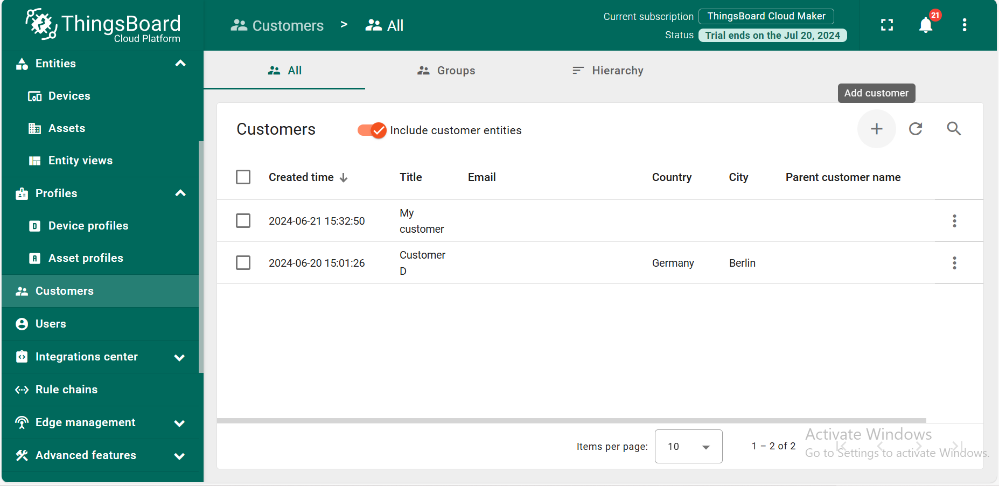 ThingsBoard
Cloud Platform
Customers > All
Current subscription ThingsBoard Cloud Maker
Status Trial ends on the Jul 20, 2024
21
Entities
Devices
Assets
Entity views
Profiles
D Device profiles
A Asset profiles
Customers
Users
Integrations center
Rule chains
Edge management
Advanced features
All
Groups
Hierarchy
Add customer
Customers
Include customer entities
Created time Title Email Country City Parent customer name
2024-06-21 15:32:50 My
customer
2024-06-20 15:01:26 Customer
D Germany Berlin
Items per page: 10 1 – 2 of 2
Activate Windows
Go to Settings to activate Windows.